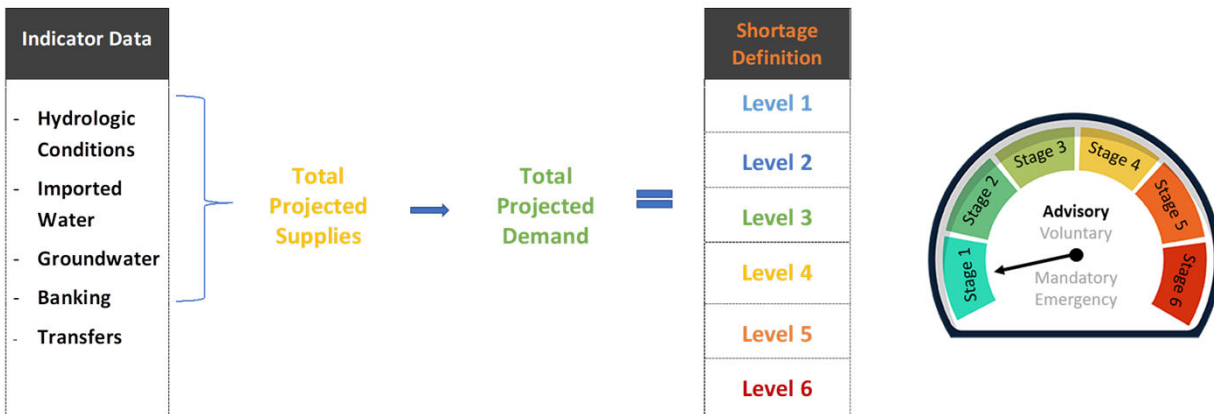 Indicator Data
- Hydrologic
Conditions
- Imported
Water
- Groundwater
- Banking
- Transfers
Total
Projected
Supplies
Total
Projected
Demand
=
Shortage
Definition
Level 1
Level 2
Level 3
Level 4
Level 5
Level 6
Stage 1
Stage 2
Stage 3
Stage 4
Stage 5
Stage 6
Advisory
Voluntary
Mandatory
Emergency